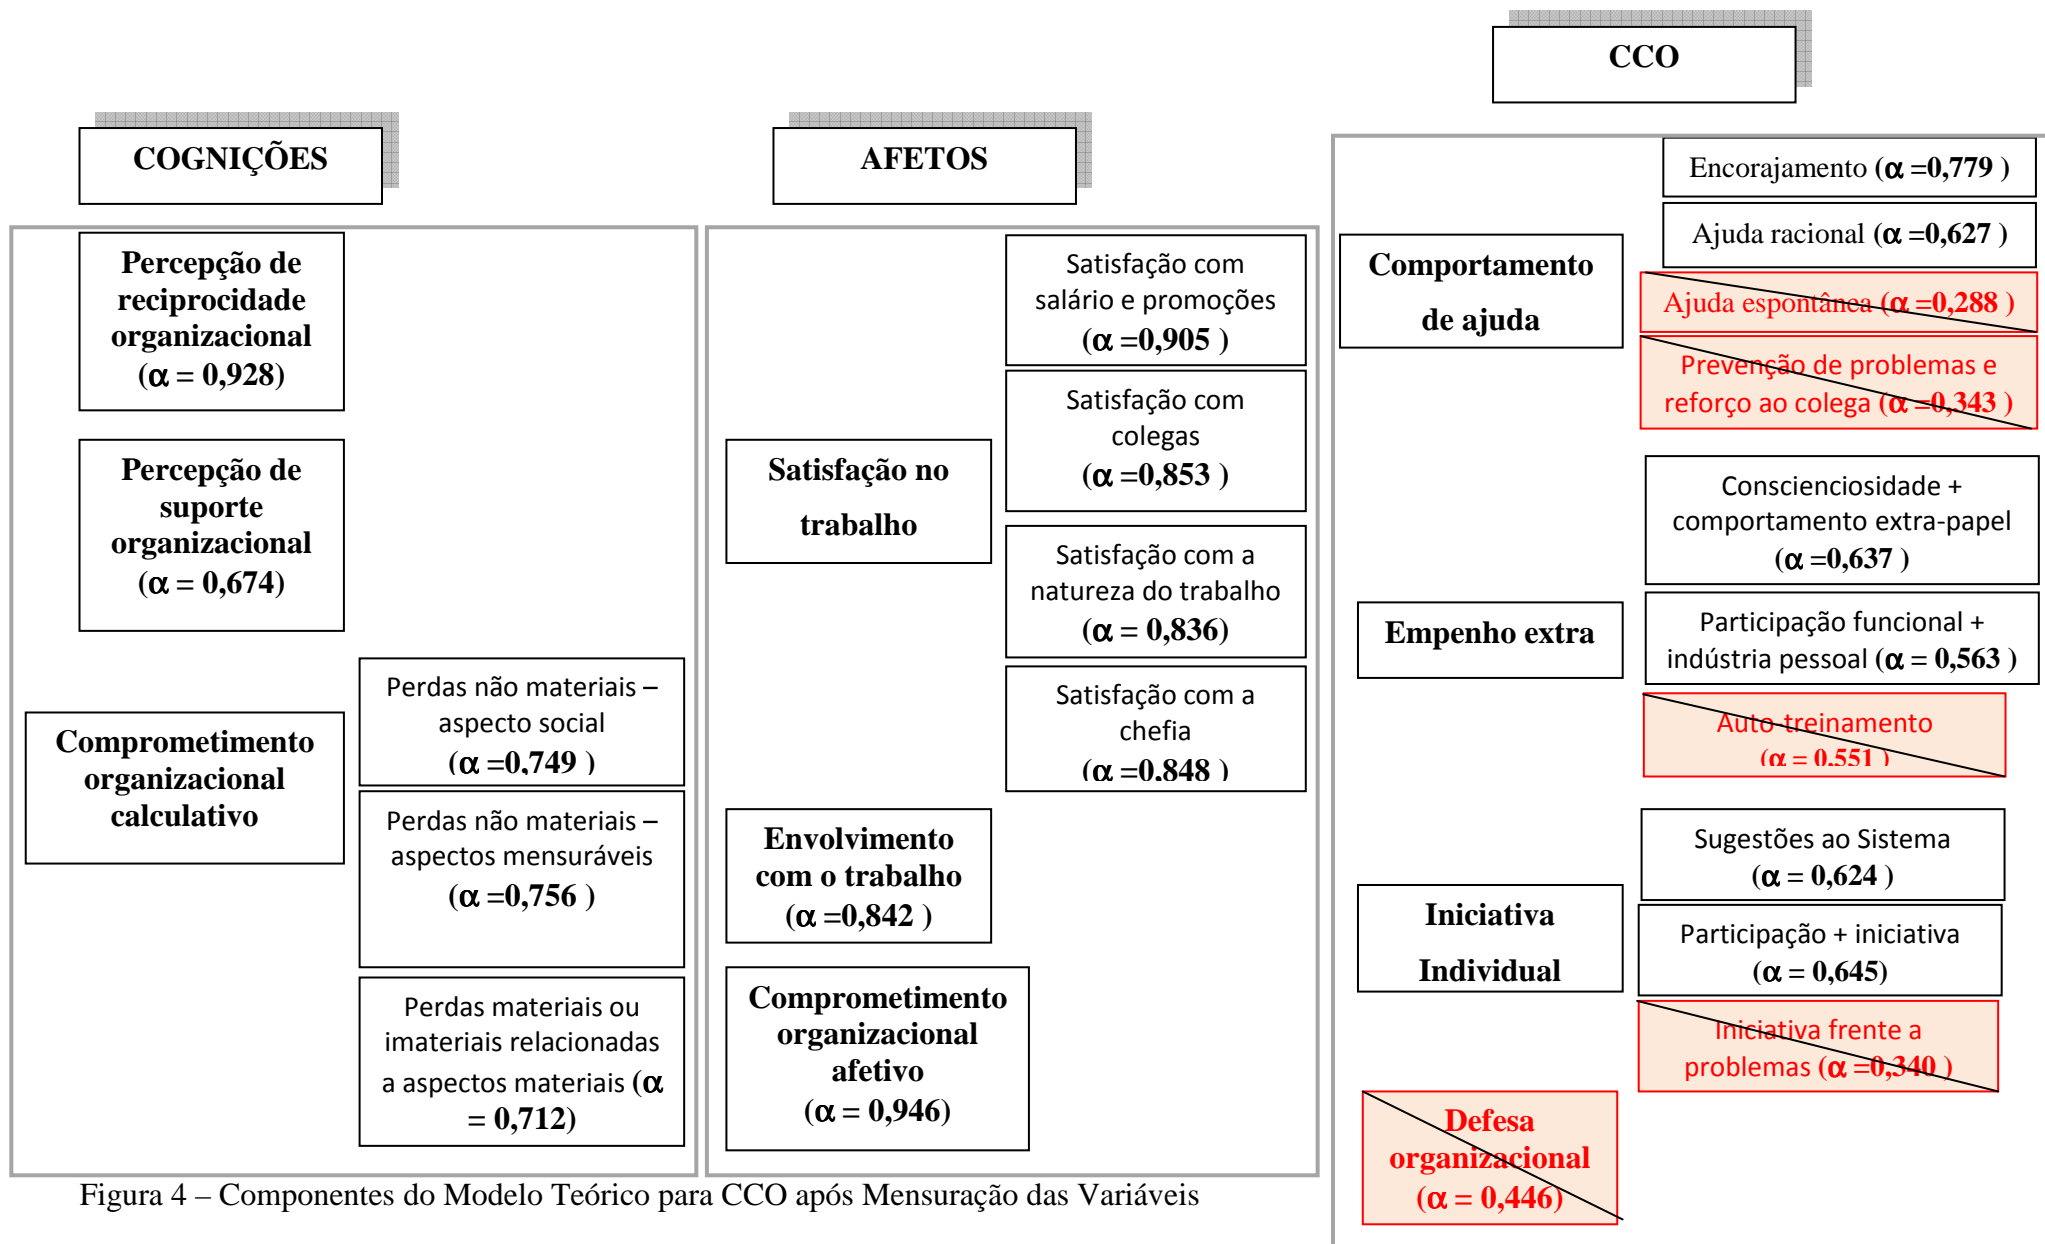 CCO
COGNIÇÕES
AFETOS
Percepção de
reciprocidade
organizacional
(α = 0,928)
Percepção de
suporte
organizacional
(α = 0,674)
Comprometimento
organizacional
calculativo
Perdas não materiais –
aspecto social
(α =0,749 )
Perdas não materiais –
aspectos mensuráveis
(α =0,756 )
Perdas materiais ou
imateriais relacionadas
a aspectos materiais (α
= 0,712)
Satisfação no
trabalho
Satisfação com
salário e promoções
(α =0,905 )
Satisfação com
colegas
(α =0,853 )
Satisfação com a
natureza do trabalho
(α = 0,836)
Satisfação com a
chefia
(α =0,848 )
Envolvimento
com o trabalho
(α =0,842 )
Comprometimento
organizacional
afetivo
(α = 0,946)
Comportamento
de ajuda
Encorajamento (α =0,779 )
Ajuda racional (α =0,627 )
Ajuda espontânea (α =0,288 )
Prevenção de problemas e
reforço ao colega (α =0,343 )
Empenho extra
Conscienciosidade +
comportamento extra-papel
(α =0,637 )
Participação funcional +
indústria pessoal (α = 0,563 )
Auto-treinamento
(α = 0,551 )
Iniciativa
Individual
Sugestões ao Sistema
(α = 0,624 )
Participação + iniciativa
(α = 0,645)
Iniciativa frente a
problemas (α =0,340 )
Defesa
organizacional
(α = 0,446)
Figura 4 – Componentes do Modelo Teórico para CCO após Mensuração das Variáveis